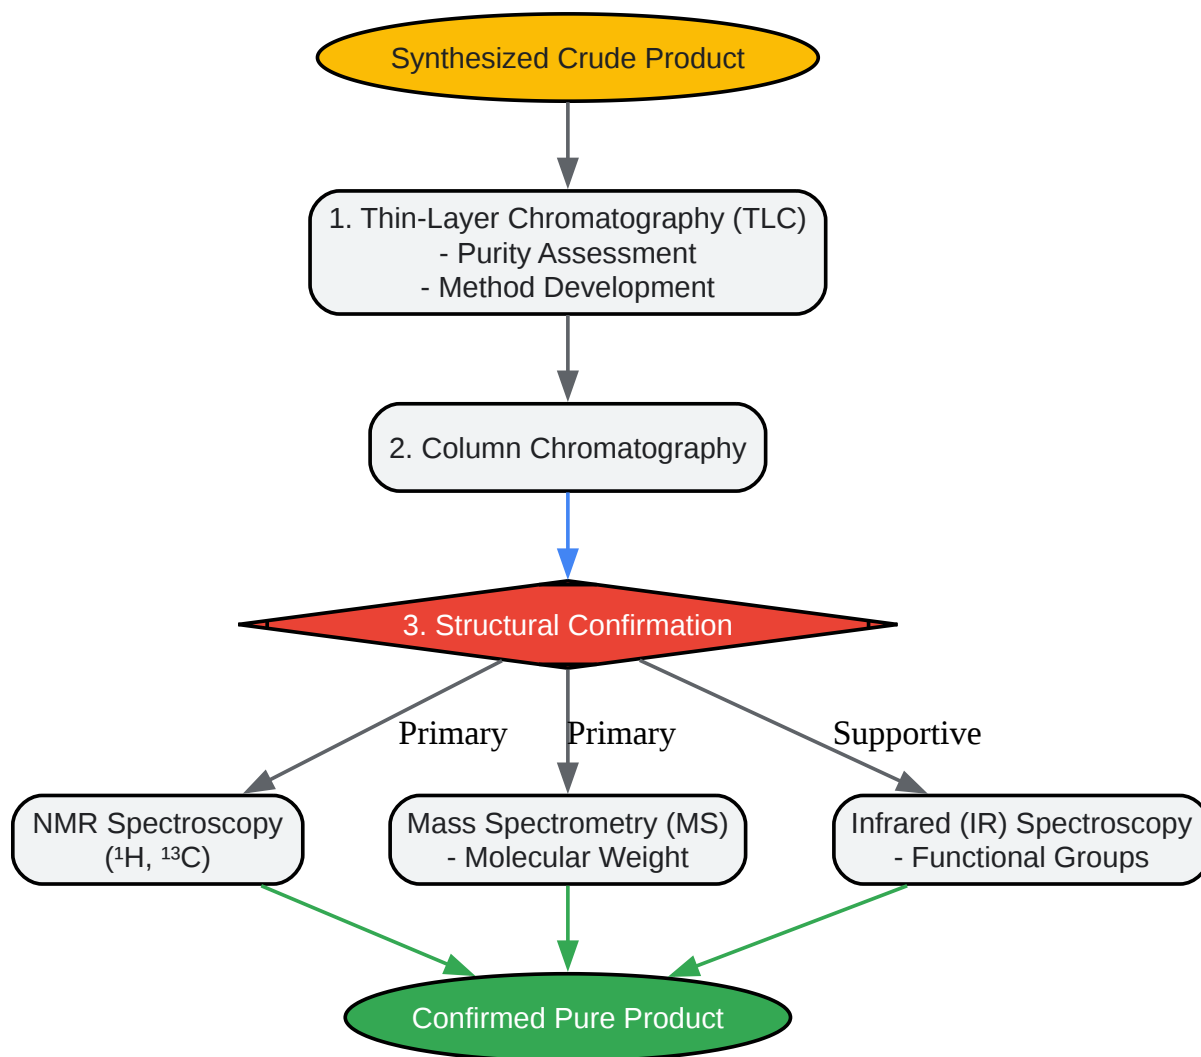 Synthesized Crude Product
1. Thin-Layer Chromatography (TLC)
- Purity Assessment
- Method Development
2. Column Chromatography
3. Structural Confirmation
Primary
Primary
Supportive
NMR Spectroscopy
(¹H, ¹³C)
Mass Spectrometry (MS)
- Molecular Weight
Infrared (IR) Spectroscopy
- Functional Groups
Confirmed Pure Product